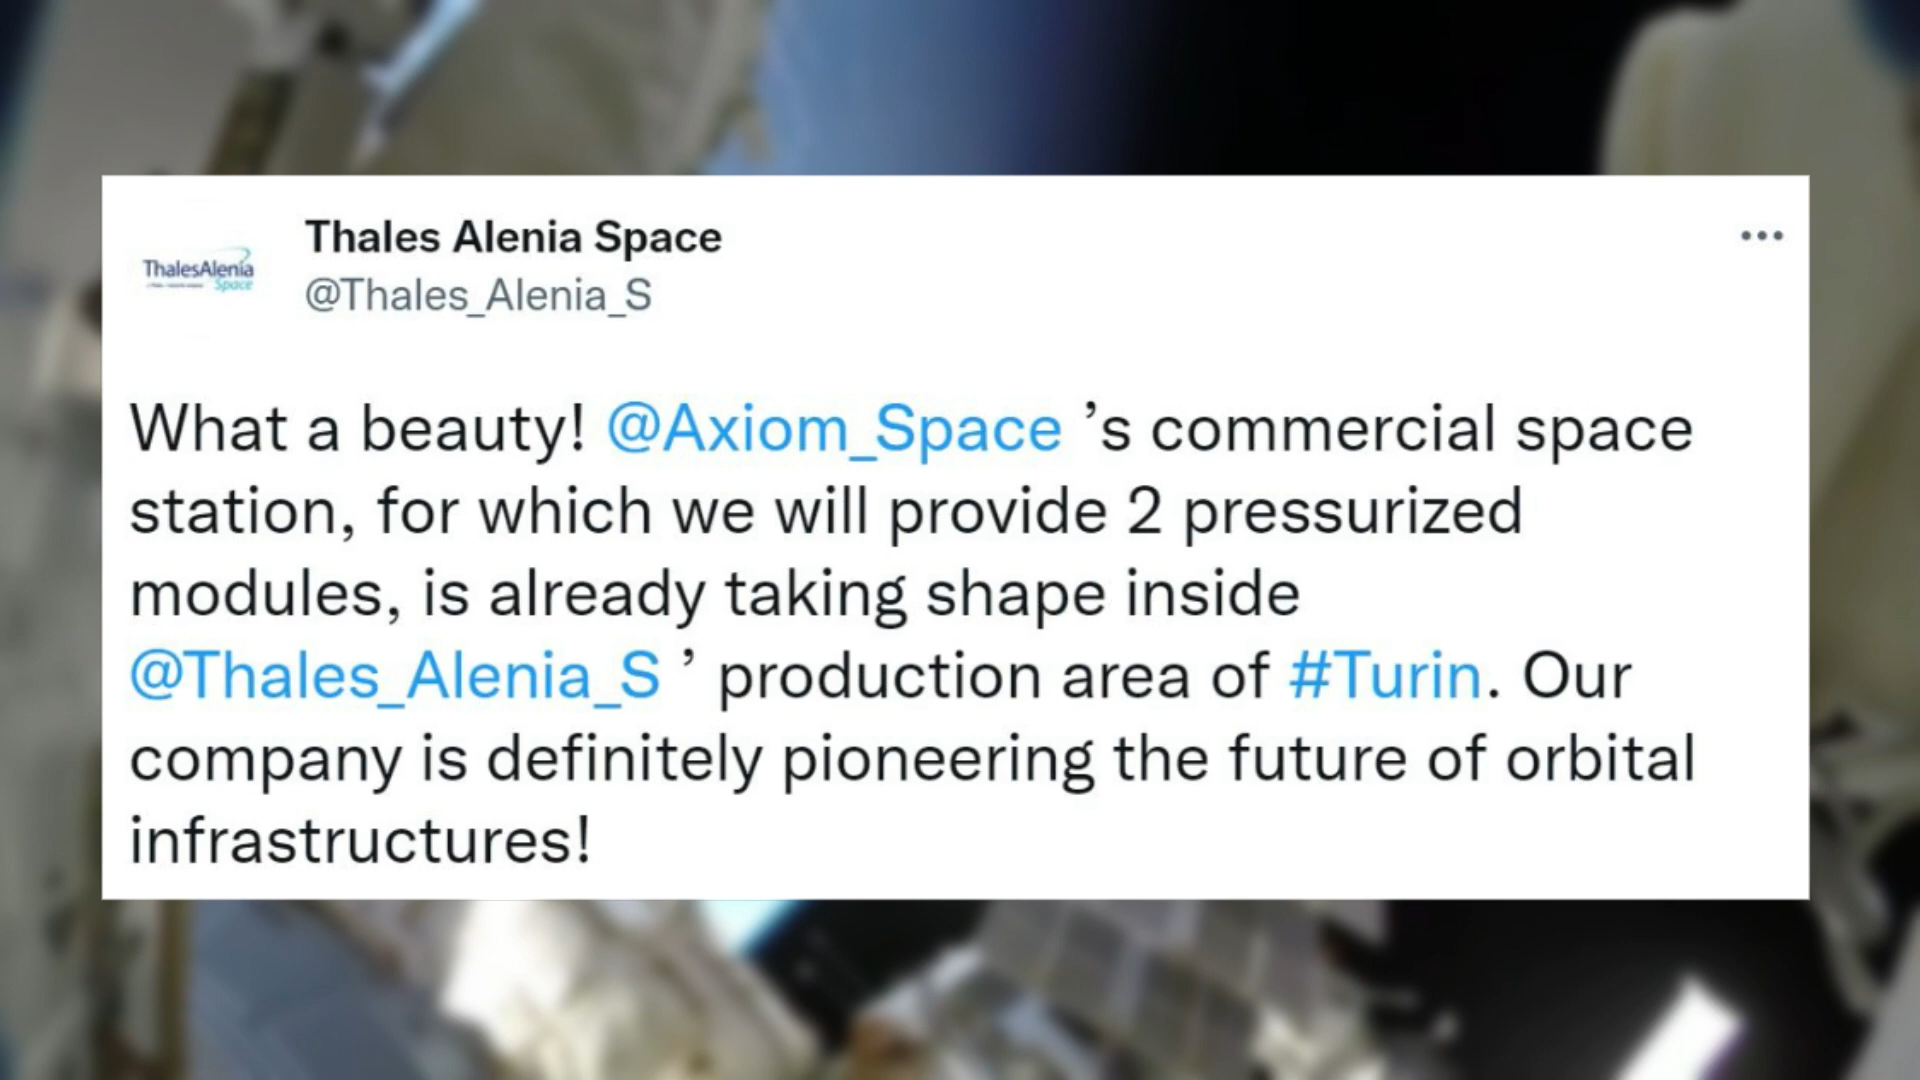 ThalesAlenia
Space
Thales Alenia Space
@Thales_Alenia_S
What a beauty! @Axiom_Space ’s commercial space
station, for which we will provide 2 pressurized
modules, is already taking shape inside
@Thales_Alenia_S ’ production area of #Turin. Our
company is definitely pioneering the future of orbital
infrastructures!